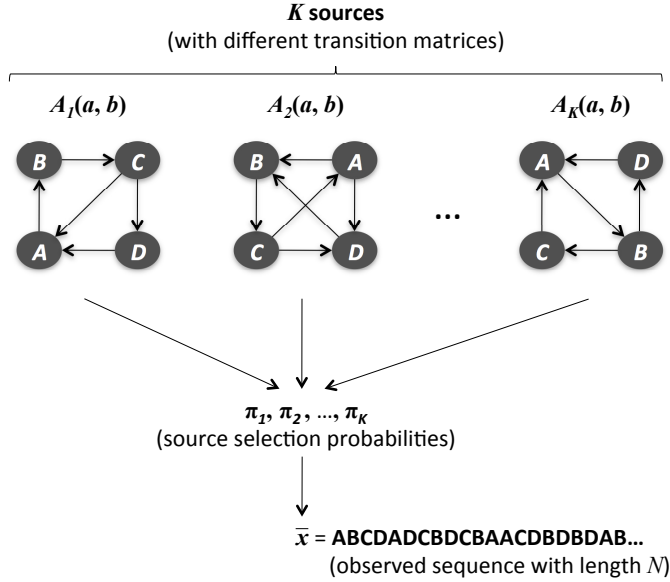 K sources
(with different transition matrices)
A1(a, b) A2(a, b) AK(a, b)
B C B A A D
...
A D C D C B
π1, π2, ..., πK
(source selection probabilities)
x̄ = ABCDADCBDCBAACDBDBDAB...
(observed sequence with length N)